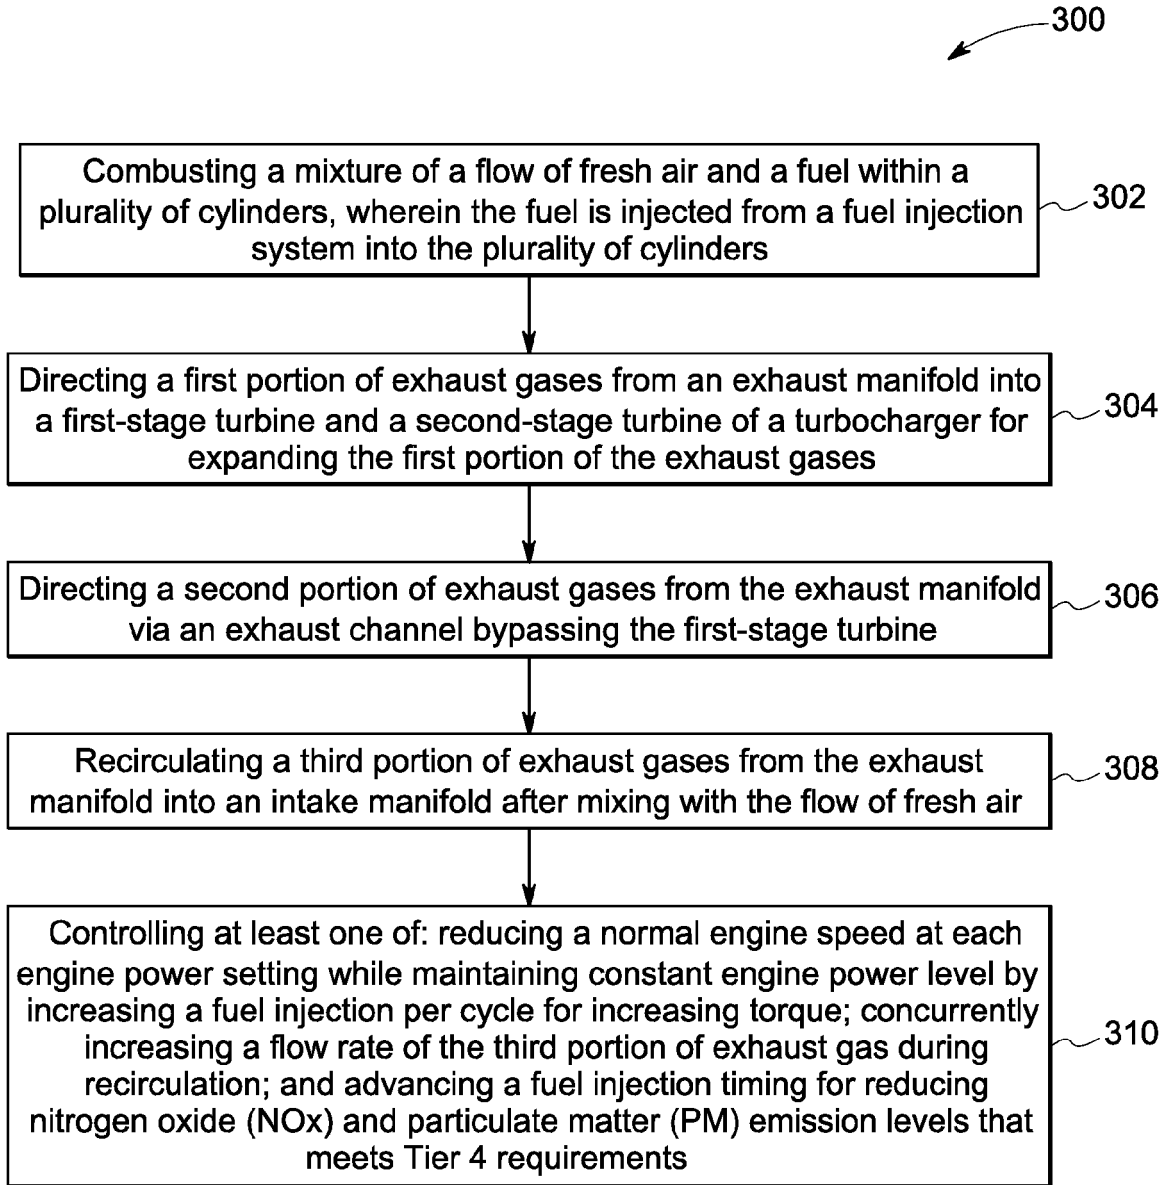 300
Combusting a mixture of a flow of fresh air and a fuel within a
plurality of cylinders, wherein the fuel is injected from a fuel injection
system into the plurality of cylinders
302
Directing a first portion of exhaust gases from an exhaust manifold into
a first-stage turbine and a second-stage turbine of a turbocharger for
expanding the first portion of the exhaust gases
304
Directing a second portion of exhaust gases from the exhaust manifold
via an exhaust channel bypassing the first-stage turbine
306
Recirculating a third portion of exhaust gases from the exhaust
manifold into an intake manifold after mixing with the flow of fresh air
308
Controlling at least one of: reducing a normal engine speed at each
engine power setting while maintaining constant engine power level by
increasing a fuel injection per cycle for increasing torque; concurrently
increasing a flow rate of the third portion of exhaust gas during
recirculation; and advancing a fuel injection timing for reducing
nitrogen oxide (NOx) and particulate matter (PM) emission levels that
meets Tier 4 requirements
310